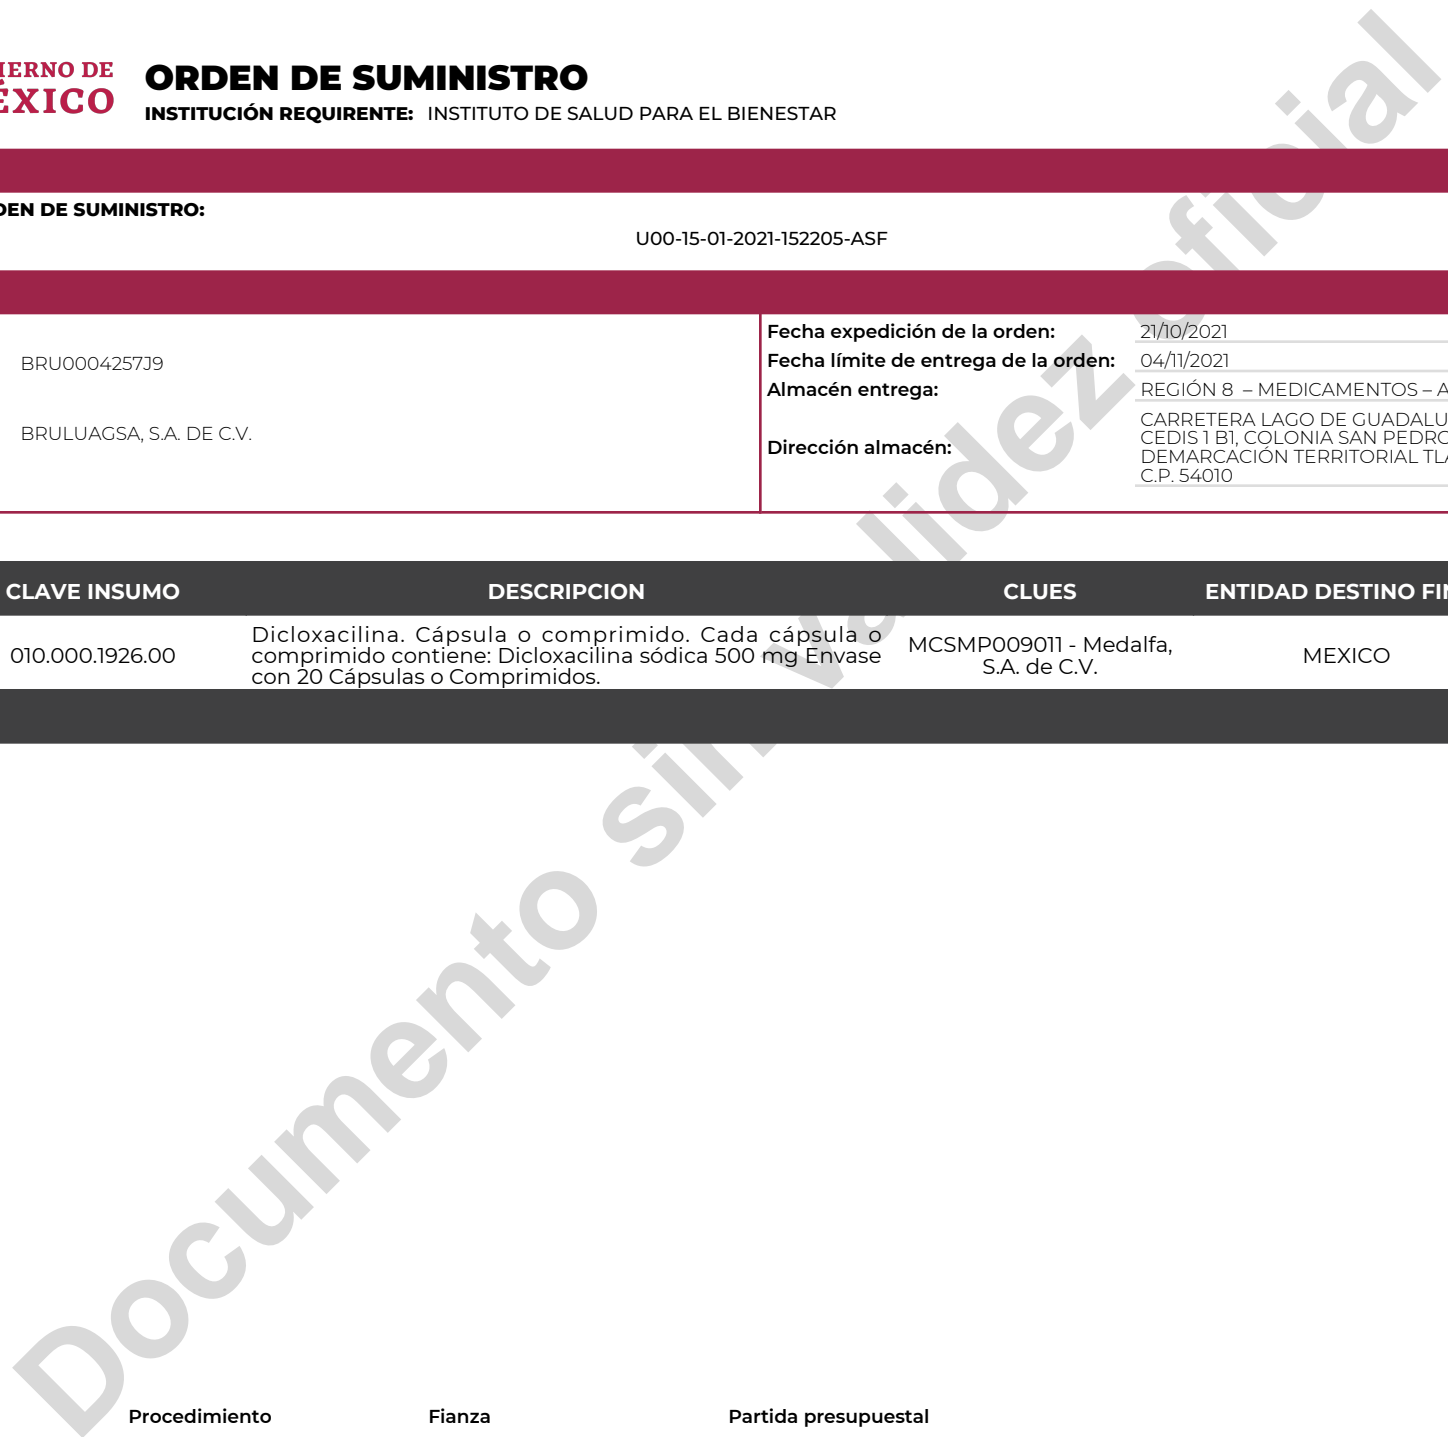 IERNO DE
ÉXICO
ORDEN DE SUMINISTRO
INSTITUCIÓN REQUIRENTE: INSTITUTO DE SALUD PARA EL BIENESTAR
DEN DE SUMINISTRO:
U00-15-01-2021-152205-ASF
BRU0004257J9
BRULUAGSA, S.A. DE C.V.
Fecha expedición de la orden: 21/10/2021
Fecha límite de entrega de la orden: 04/11/2021
Almacén entrega: REGIÓN 8 – MEDICAMENTOS – A
Dirección almacén:
CARRETERA LAGO DE GUADALU
CEDIS 1 B1, COLONIA SAN PEDRO
DEMARCACIÓN TERRITORIAL TLA
C.P. 54010
CLAVE INSUMO DESCRIPCION CLUES ENTIDAD DESTINO FIN
010.000.1926.00
Dicloxacilina. Cápsula o comprimido. Cada cápsula o
comprimido contiene: Dicloxacilina sódica 500 mg Envase
con 20 Cápsulas o Comprimidos.
MCSMP009011 - Medalfa,
S.A. de C.V.
MEXICO
Documento sin validez oficial
Procedimiento Fianza Partida presupuestal